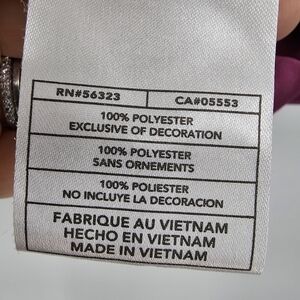 RN#56323 CA#05553
100% POLYESTER
EXCLUSIVE OF DECORATION
100% POLYESTER
SANS ORNEMENTS
100% POLIESTER
NO INCLUYE LA DECORACION
FABRIQUE AU VIETNAM
HECHO EN VIETNAM
MADE IN VIETNAM